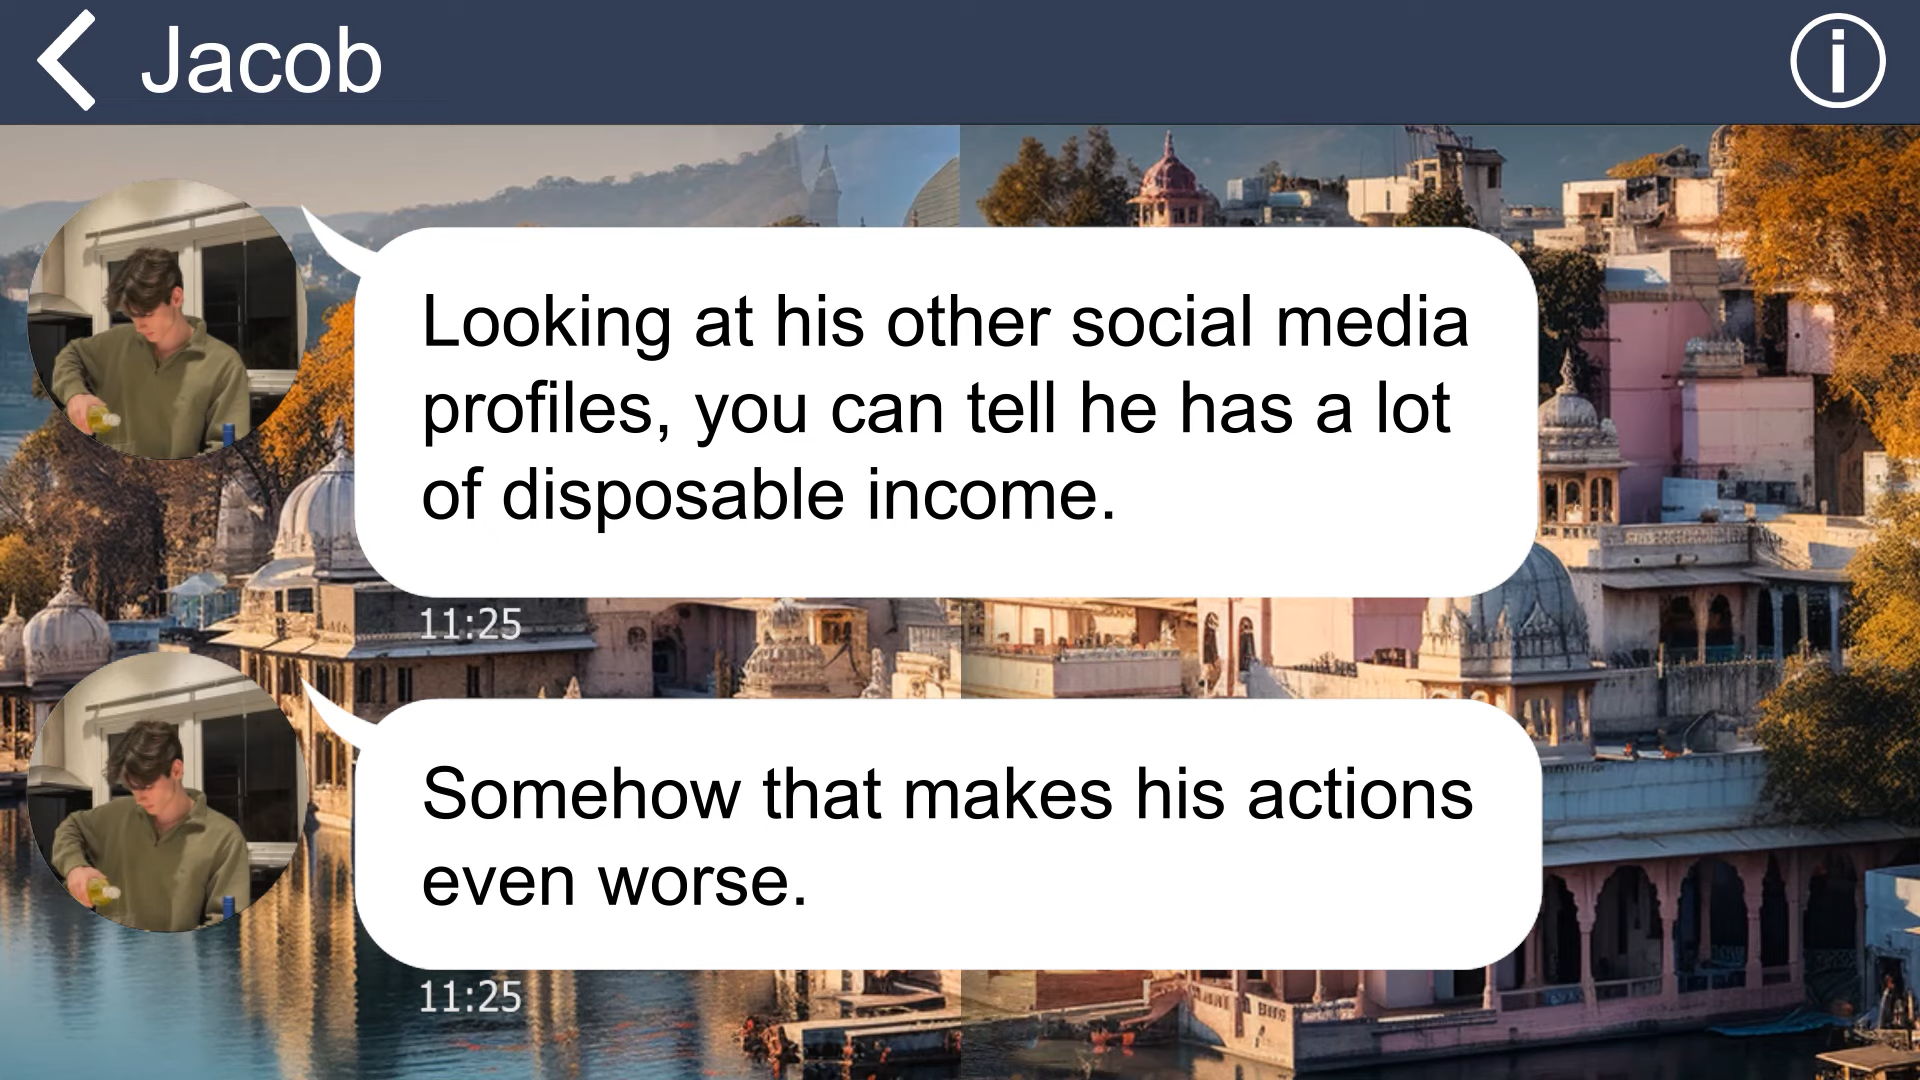 Jacob
Looking at his other social media
profiles, you can tell he has a lot
of disposable income.
11:25
Somehow that makes his actions
even worse.
11:25